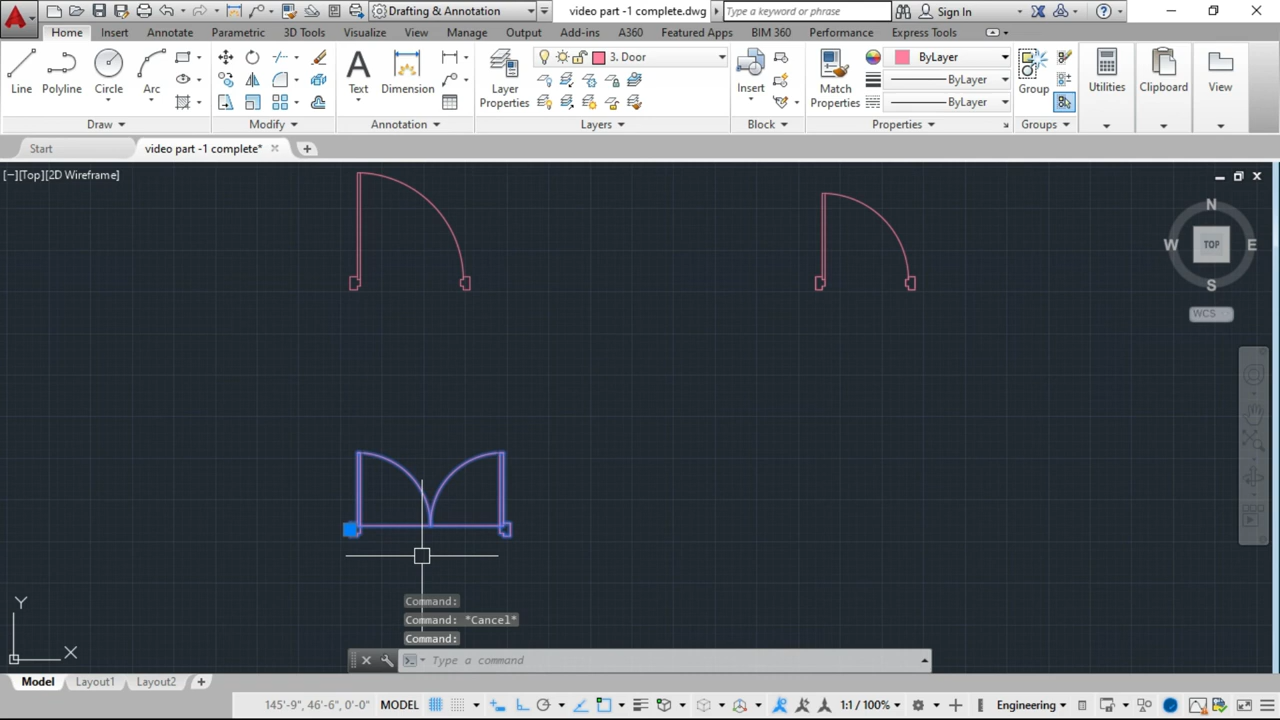 Drafting & Annotation
video part -1 complete.dwg
Type a keyword or phrase
Sign In
Home Insert Annotate Parametric 3D Tools Visualize View Manage Output Add-ins A360 Featured Apps BIM 360 Performance Express Tools
3. Door
ByLayer
ByLayer
ByLayer
Line Polyline Circle Arc Text Dimension Layer Properties Insert Match Properties Group Utilities Clipboard View
Draw Modify Annotation Layers Block Properties Groups
Start video part -1 complete*
[−][Top][2D Wireframe]
N
W TOP E
S
WCS
Command:
Command: *Cancel*
Command:
Y
X
Type a command
Model Layout1 Layout2
145'-9", 46'-6", 0'-0" MODEL 1:1 / 100% Engineering